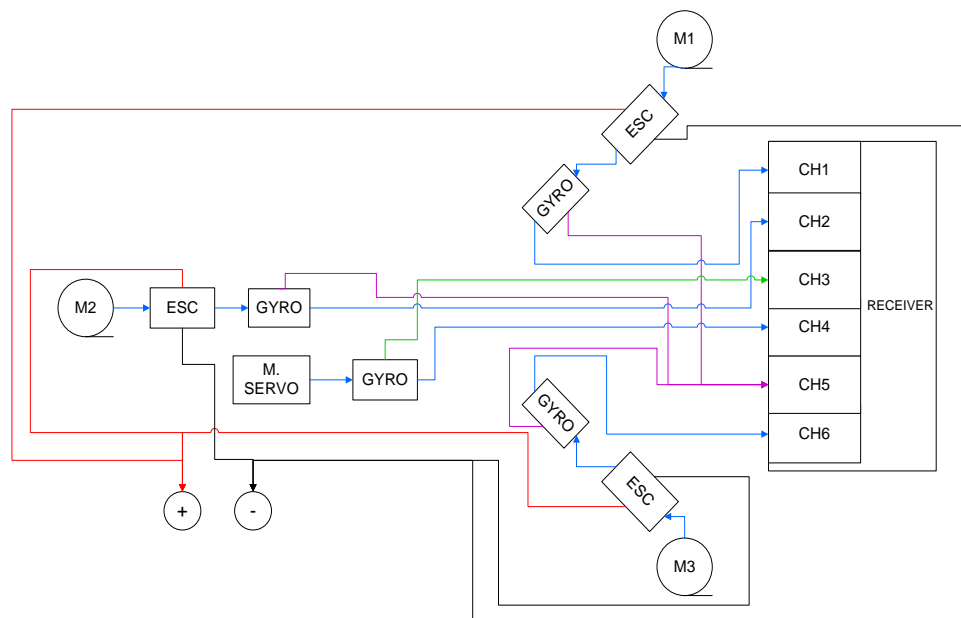 M1
ESC
GYRO
CH1
CH2
CH3
CH4
CH5
CH6
RECEIVER
M2
ESC
GYRO
M.
SERVO
GYRO
GYRO
ESC
M3
+
-